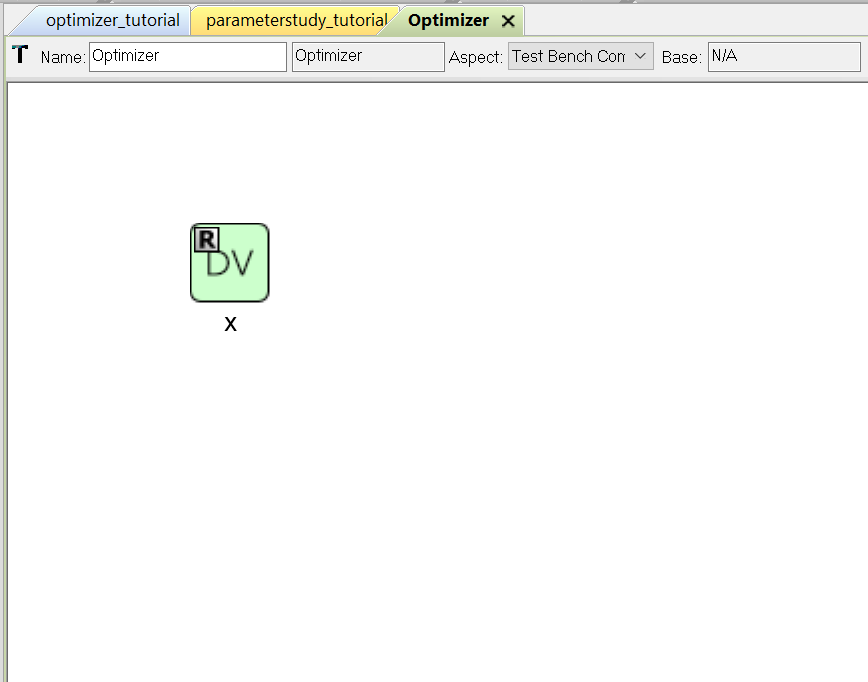 optimizer_tutorial parameterstudy_tutorial Optimizer
T Name: Optimizer Optimizer Aspect: Test Bench Con Base: N/A
R
DV
x